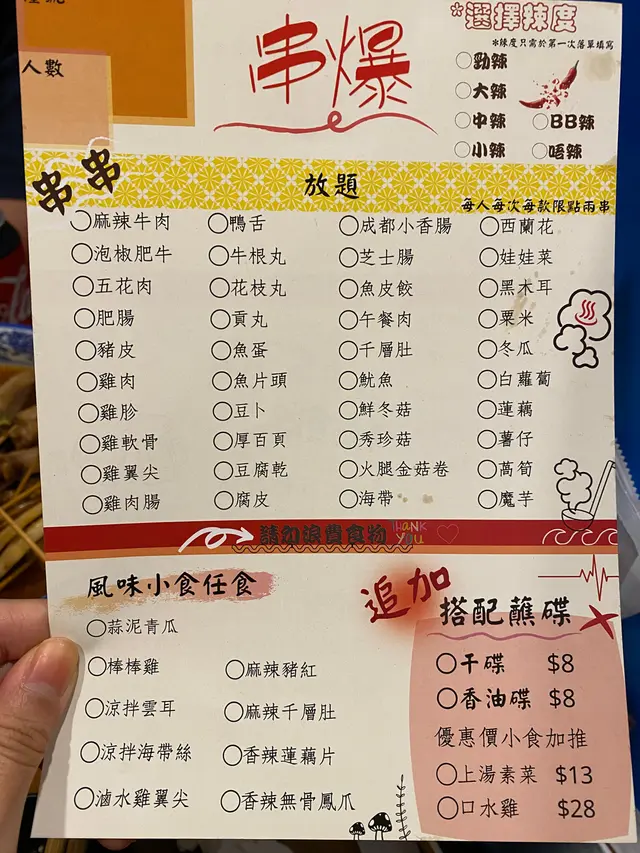 人數
串爆
*選擇辣度
*辣度只需於第一次落單填寫
勁辣
大辣
中辣 BB辣
小辣 唔辣
串串
放題
每人每次每款限點兩串
麻辣牛肉 鴨舌 成都小香腸 西蘭花
泡椒肥牛 牛根丸 芝士腸 娃娃菜
五花肉 花枝丸 魚皮餃 黑木耳
肥腸 貢丸 午餐肉 粟米
豬皮 魚蛋 千層肚 冬瓜
雞肉 魚片頭 魷魚 白蘿蔔
雞胗 豆卜 鮮冬菇 蓮藕
雞軟骨 厚百頁 秀珍菇 薯仔
雞翼尖 豆腐乾 火腿金菇卷 萵筍
雞肉腸 腐皮 海帶 魔芋
請勿浪費食物 THANK YOU
風味小食任食
蒜泥青瓜
棒棒雞 麻辣豬紅
涼拌雲耳 麻辣千層肚
涼拌海帶絲 香辣蓮藕片
滷水雞翼尖 香辣無骨鳳爪
追加
搭配蘸碟
干碟 $8
香油碟 $8
優惠價小食加推
上湯素菜 $13
口水雞 $28